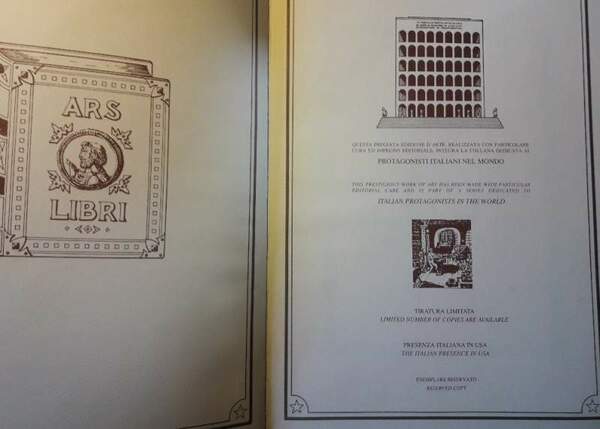 ARS
LIBRI
QUESTA PREGIATA EDIZIONE D'ARTE, REALIZZATA CON PARTICOLARE
CURA ED IMPEGNO EDITORIALE, INTEGRA LA COLLANA DEDICATA AI
PROTAGONISTI ITALIANI NEL MONDO
THIS PRESTIGIOUS WORK OF ART HAS BEEN MADE WITH PARTICULAR
EDITORIAL CARE AND IS PART OF A SERIES DEDICATED TO
ITALIAN PROTAGONISTS IN THE WORLD
TIRATURA LIMITATA
LIMITED NUMBER OF COPIES ARE AVAILABLE
PRESENZA ITALIANA IN USA
THE ITALIAN PRESENCE IN USA
ESEMPLARE RISERVATO
RESERVED COPY